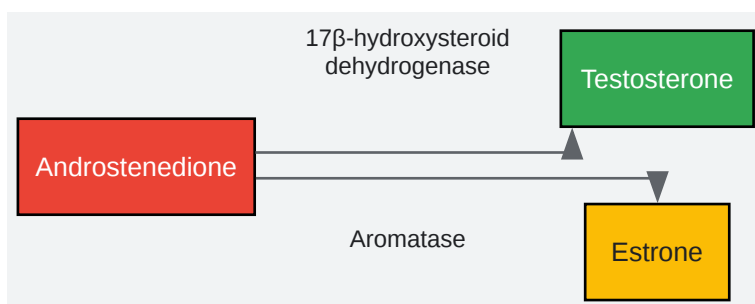 17β-hydroxysteroid
dehydrogenase
Testosterone
Androstenedione
Aromatase
Estrone